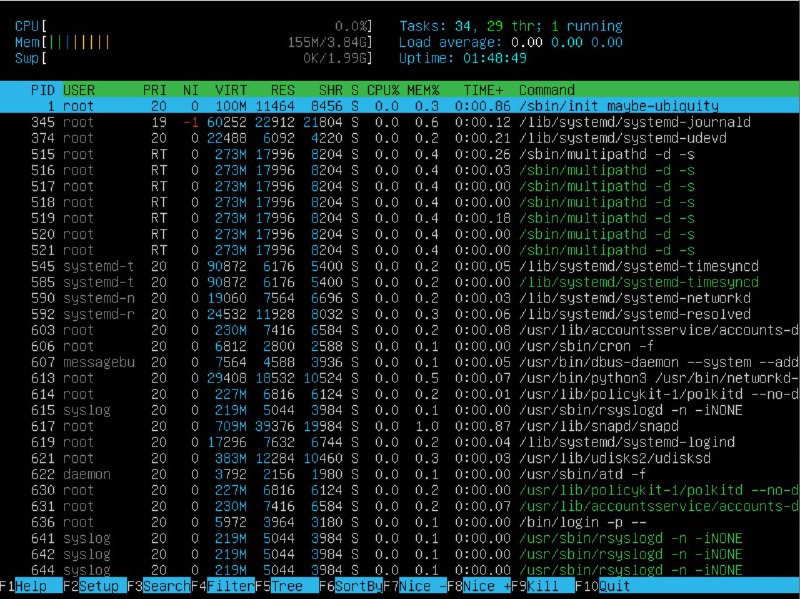 CPU[ 0.0%] Tasks: 34, 29 thr; 1 running
Mem[|||||||| 155M/3.84G] Load average: 0.00 0.00 0.00
Swp[ 0K/1.99G] Uptime: 01:48:49
PID USER PRI NI VIRT RES SHR S CPU% MEM% TIME+ Command
1 root 20 0 100M 11464 8456 S 0.0 0.3 0:00.86 /sbin/init maybe-ubiquity
345 root 19 -1 60252 22912 21804 S 0.0 0.6 0:00.12 /lib/systemd/systemd-journald
374 root 20 0 22488 6092 4220 S 0.0 0.2 0:00.21 /lib/systemd/systemd-udevd
515 root RT 0 273M 17996 8204 S 0.0 0.4 0:00.26 /sbin/multipathd -d -s
516 root RT 0 273M 17996 8204 S 0.0 0.4 0:00.03 /sbin/multipathd -d -s
517 root RT 0 273M 17996 8204 S 0.0 0.4 0:00.00 /sbin/multipathd -d -s
518 root RT 0 273M 17996 8204 S 0.0 0.4 0:00.00 /sbin/multipathd -d -s
519 root RT 0 273M 17996 8204 S 0.0 0.4 0:00.18 /sbin/multipathd -d -s
520 root RT 0 273M 17996 8204 S 0.0 0.4 0:00.00 /sbin/multipathd -d -s
521 root RT 0 273M 17996 8204 S 0.0 0.4 0:00.00 /sbin/multipathd -d -s
545 systemd-t 20 0 90872 6176 5400 S 0.0 0.2 0:00.05 /lib/systemd/systemd-timesyncd
585 systemd-t 20 0 90872 6176 5400 S 0.0 0.2 0:00.00 /lib/systemd/systemd-timesyncd
590 systemd-n 20 0 19060 7564 6696 S 0.0 0.2 0:00.03 /lib/systemd/systemd-networkd
592 systemd-r 20 0 24532 11928 8032 S 0.0 0.3 0:00.06 /lib/systemd/systemd-resolved
603 root 20 0 230M 7416 6584 S 0.0 0.2 0:00.08 /usr/lib/accountsservice/accounts-d
606 root 20 0 6812 2800 2588 S 0.0 0.1 0:00.00 /usr/sbin/cron -f
607 messagebu 20 0 7564 4588 3936 S 0.0 0.1 0:00.05 /usr/bin/dbus-daemon --system --add
613 root 20 0 29408 18532 10524 S 0.0 0.5 0:00.07 /usr/bin/python3 /usr/bin/networkd-
614 root 20 0 227M 6816 6124 S 0.0 0.2 0:00.01 /usr/lib/policykit-1/polkitd --no-d
615 syslog 20 0 219M 5044 3984 S 0.0 0.1 0:00.00 /usr/sbin/rsyslogd -n -iNONE
617 root 20 0 709M 39376 19984 S 0.0 1.0 0:00.87 /usr/lib/snapd/snapd
619 root 20 0 17296 7632 6744 S 0.0 0.2 0:00.04 /lib/systemd/systemd-logind
621 root 20 0 383M 12284 10460 S 0.0 0.3 0:00.03 /usr/lib/udisks2/udisksd
622 daemon 20 0 3792 2156 1980 S 0.0 0.1 0:00.00 /usr/sbin/atd -f
630 root 20 0 227M 6816 6124 S 0.0 0.2 0:00.00 /usr/lib/policykit-1/polkitd --no-d
631 root 20 0 230M 7416 6584 S 0.0 0.2 0:00.07 /usr/lib/accountsservice/accounts-d
636 root 20 0 5972 3964 3180 S 0.0 0.1 0:00.00 /bin/login -p --
641 syslog 20 0 219M 5044 3984 S 0.0 0.1 0:00.00 /usr/sbin/rsyslogd -n -iNONE
642 syslog 20 0 219M 5044 3984 S 0.0 0.1 0:00.00 /usr/sbin/rsyslogd -n -iNONE
644 syslog 20 0 219M 5044 3984 S 0.0 0.1 0:00.00 /usr/sbin/rsyslogd -n -iNONE
F1Help F2Setup F3SearchF4FilterF5Tree F6SortByF7Nice -F8Nice +F9Kill F10Quit